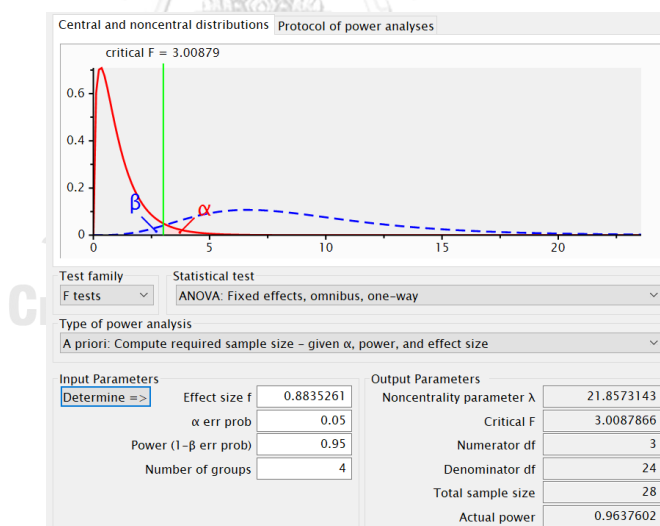 Central and noncentral distributions Protocol of power analyses
critical F = 3.00879
0.6
0.4
0.2
β α
0
0 5 10 15 20
Test family Statistical test
F tests ANOVA: Fixed effects, omnibus, one-way
Type of power analysis
A priori: Compute required sample size - given α, power, and effect size
Input Parameters Output Parameters
Determine => Effect size f 0.8835261 Noncentrality parameter λ 21.8573143
α err prob 0.05 Critical F 3.0087866
Power (1-β err prob) 0.95 Numerator df 3
Number of groups 4 Denominator df 24
Total sample size 28
Actual power 0.9637602